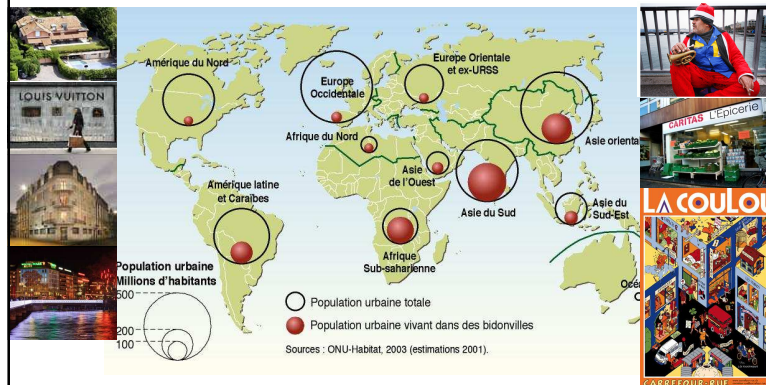 LOUIS VUITTON
Amérique du Nord
Europe
Occidentale
Europe Orientale
et ex-URSS
Afrique du Nord
Asie
de l'Ouest
Asie du Sud
Asie orienta
Asie du
Sud-Est
Amérique latine
et Caraïbes
Afrique
Sub-saharienne
Océ
Population urbaine
Millions d'habitants
500
200
100
Population urbaine totale
Population urbaine vivant dans des bidonvilles
Sources : ONU-Habitat, 2003 (estimations 2001).
CARITAS L'Epicerie
LA COULOU
CARREFOUR-RUE